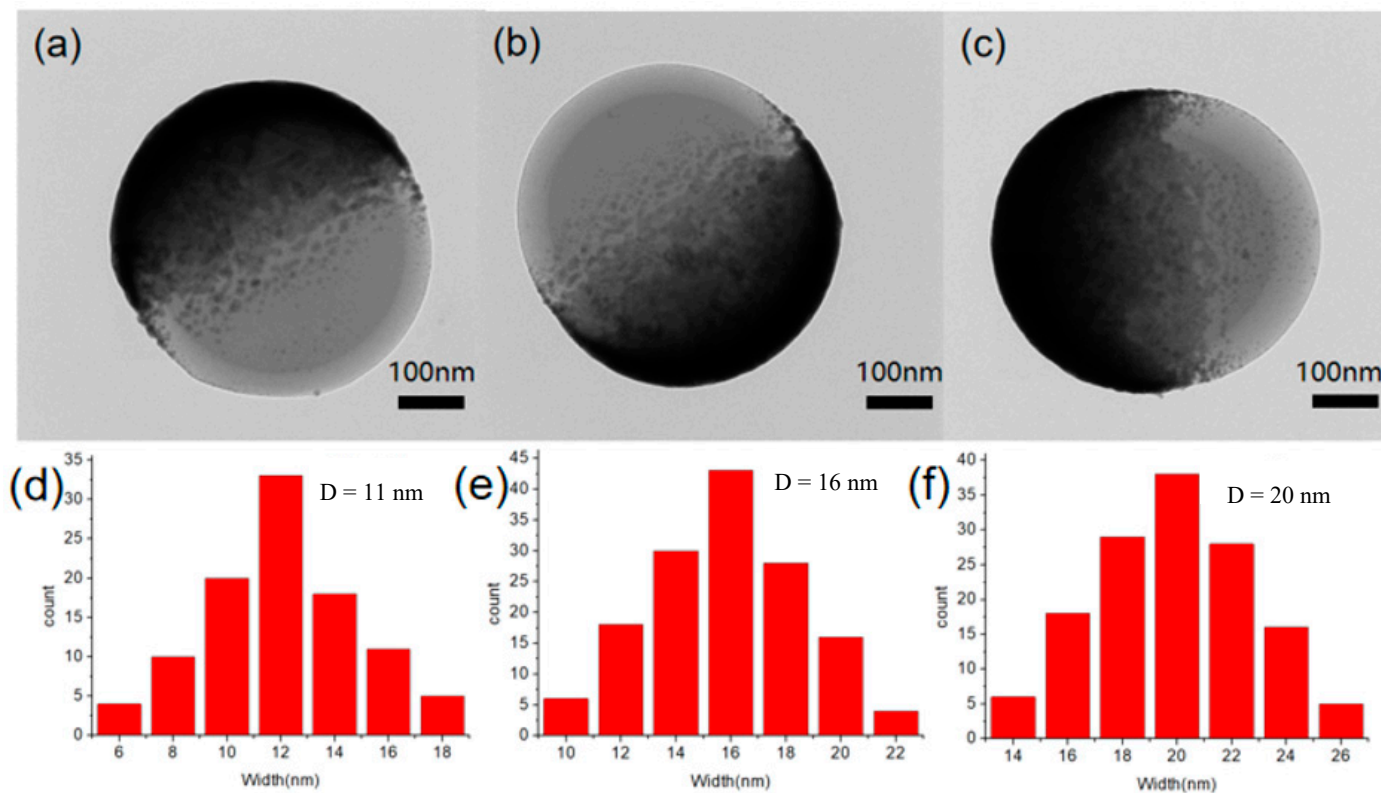 (a)
(b)
(c)
100nm
100nm
100nm
(d)
D = 11 nm
count
35
30
25
20
15
10
5
0
6 8 10 12 14 16 18
Width(nm)
(e)
D = 16 nm
count
45
40
35
30
25
20
15
10
5
0
10 12 14 16 18 20 22
Width(nm)
(f)
D = 20 nm
count
40
35
30
25
20
15
10
5
0
14 16 18 20 22 24 26
Width(nm)